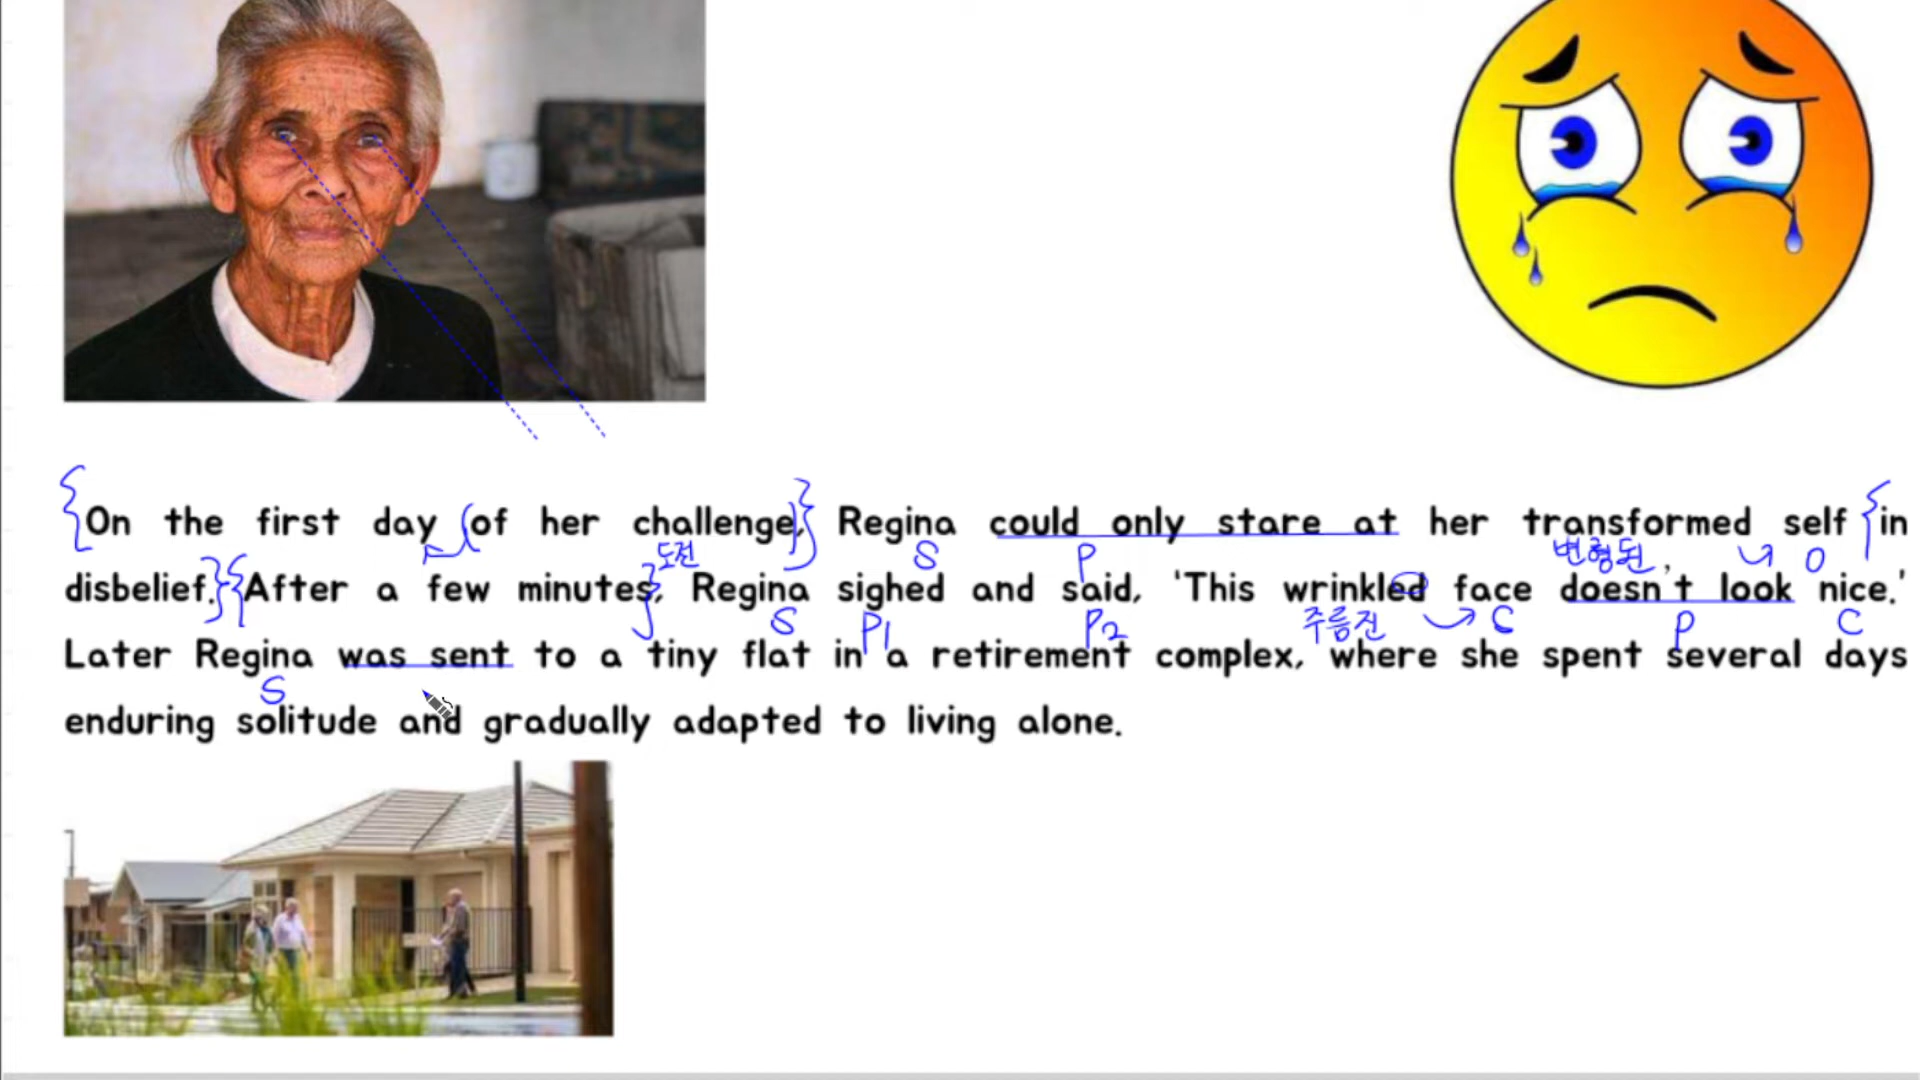 {On the first day (of her challenge,)} Regina could only stare at her transformed self {in
도전 S P 변형된 O
disbelief.} {After a few minutes}, Regina sighed and said, 'This wrinkled face doesn't look nice.'
S P1 P2 주름진 S P C
Later Regina was sent to a tiny flat in a retirement complex, where she spent several days
S
enduring solitude and gradually adapted to living alone.